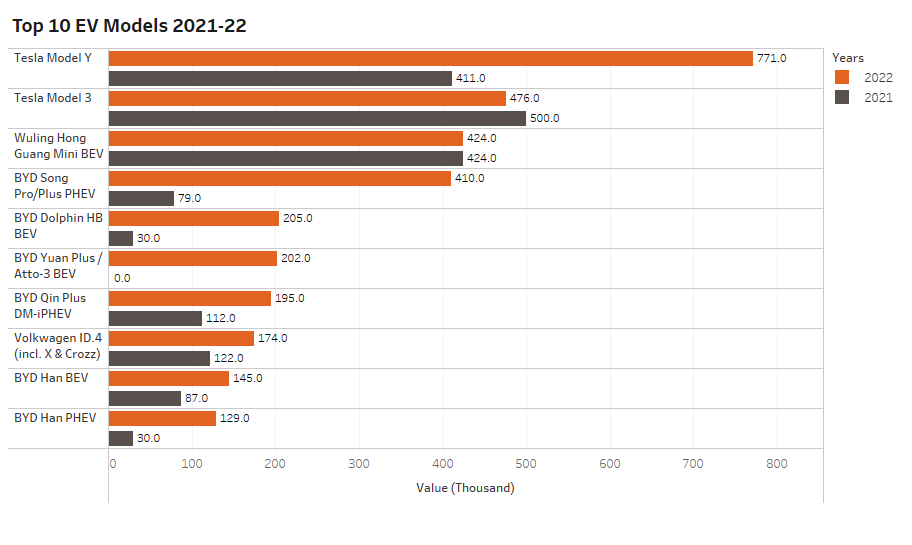 Top 10 EV Models 2021-22
Tesla Model Y
771.0
411.0
Years
2022
2021
Tesla Model 3
476.0
500.0
Wuling Hong
Guang Mini BEV
424.0
424.0
BYD Song
Pro/Plus PHEV
410.0
79.0
BYD Dolphin HB
BEV
205.0
30.0
BYD Yuan Plus /
Atto-3 BEV
202.0
0.0
BYD Qin Plus
DM-iPHEV
195.0
112.0
Volkwagen ID.4
(incl. X & Crozz)
174.0
122.0
BYD Han BEV
145.0
87.0
BYD Han PHEV
129.0
30.0
0 100 200 300 400 500 600 700 800
Value (Thousand)